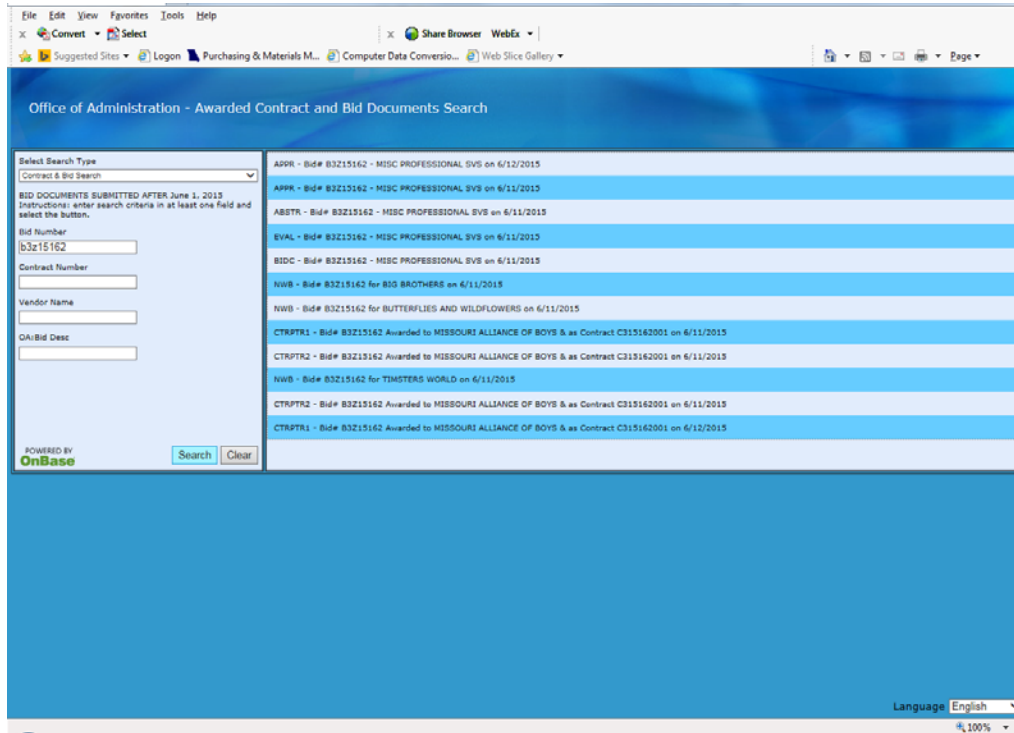 File Edit View Favorites Tools Help
x Convert Select x Share Browser WebEx
Suggested Sites Logon Purchasing & Materials M... Computer Data Conversio... Web Slice Gallery Page
Office of Administration - Awarded Contract and Bid Documents Search
Select Search Type
Contract & Bid Search
BID DOCUMENTS SUBMITTED AFTER June 1, 2015
Instructions: enter search criteria in at least one field and
select the button.
Bid Number
b3z15162
Contract Number
Vendor Name
OA:Bid Desc
POWERED BY
OnBase
Search Clear
APPR - Bid# B3Z15162 - MISC PROFESSIONAL SVS on 6/12/2015
APPR - Bid# B3Z15162 - MISC PROFESSIONAL SVS on 6/11/2015
ABSTR - Bid# B3Z15162 - MISC PROFESSIONAL SVS on 6/11/2015
EVAL - Bid# B3Z15162 - MISC PROFESSIONAL SVS on 6/11/2015
BIDC - Bid# B3Z15162 - MISC PROFESSIONAL SVS on 6/11/2015
NWB - Bid# B3Z15162 for BIG BROTHERS on 6/11/2015
NWB - Bid# B3Z15162 for BUTTERFLIES AND WILDFLOWERS on 6/11/2015
CTRPTR1 - Bid# B3Z15162 Awarded to MISSOURI ALLIANCE OF BOYS & as Contract C315162001 on 6/11/2015
CTRPTR2 - Bid# B3Z15162 Awarded to MISSOURI ALLIANCE OF BOYS & as Contract C315162001 on 6/11/2015
NWB - Bid# B3Z15162 for TIMSTERS WORLD on 6/11/2015
CTRPTR2 - Bid# B3Z15162 Awarded to MISSOURI ALLIANCE OF BOYS & as Contract C315162001 on 6/11/2015
CTRPTR1 - Bid# B3Z15162 Awarded to MISSOURI ALLIANCE OF BOYS & as Contract C315162001 on 6/12/2015
Language English
100%